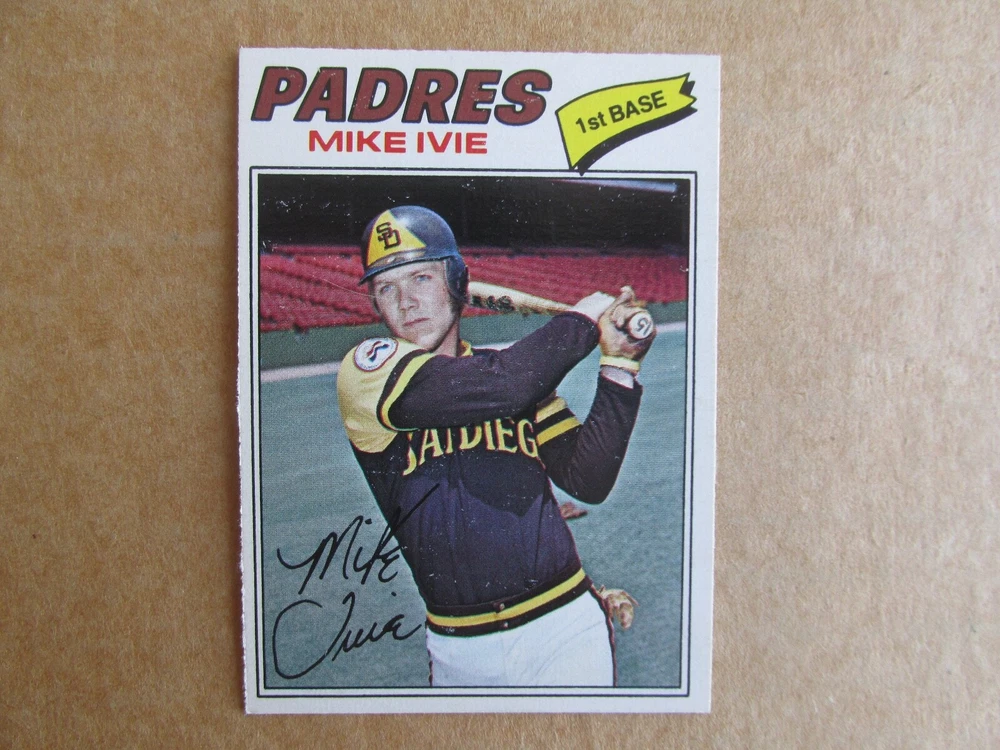 PADRES
MIKE IVIE
1st BASE
SD
SAN DIEG
Mike
Ivie